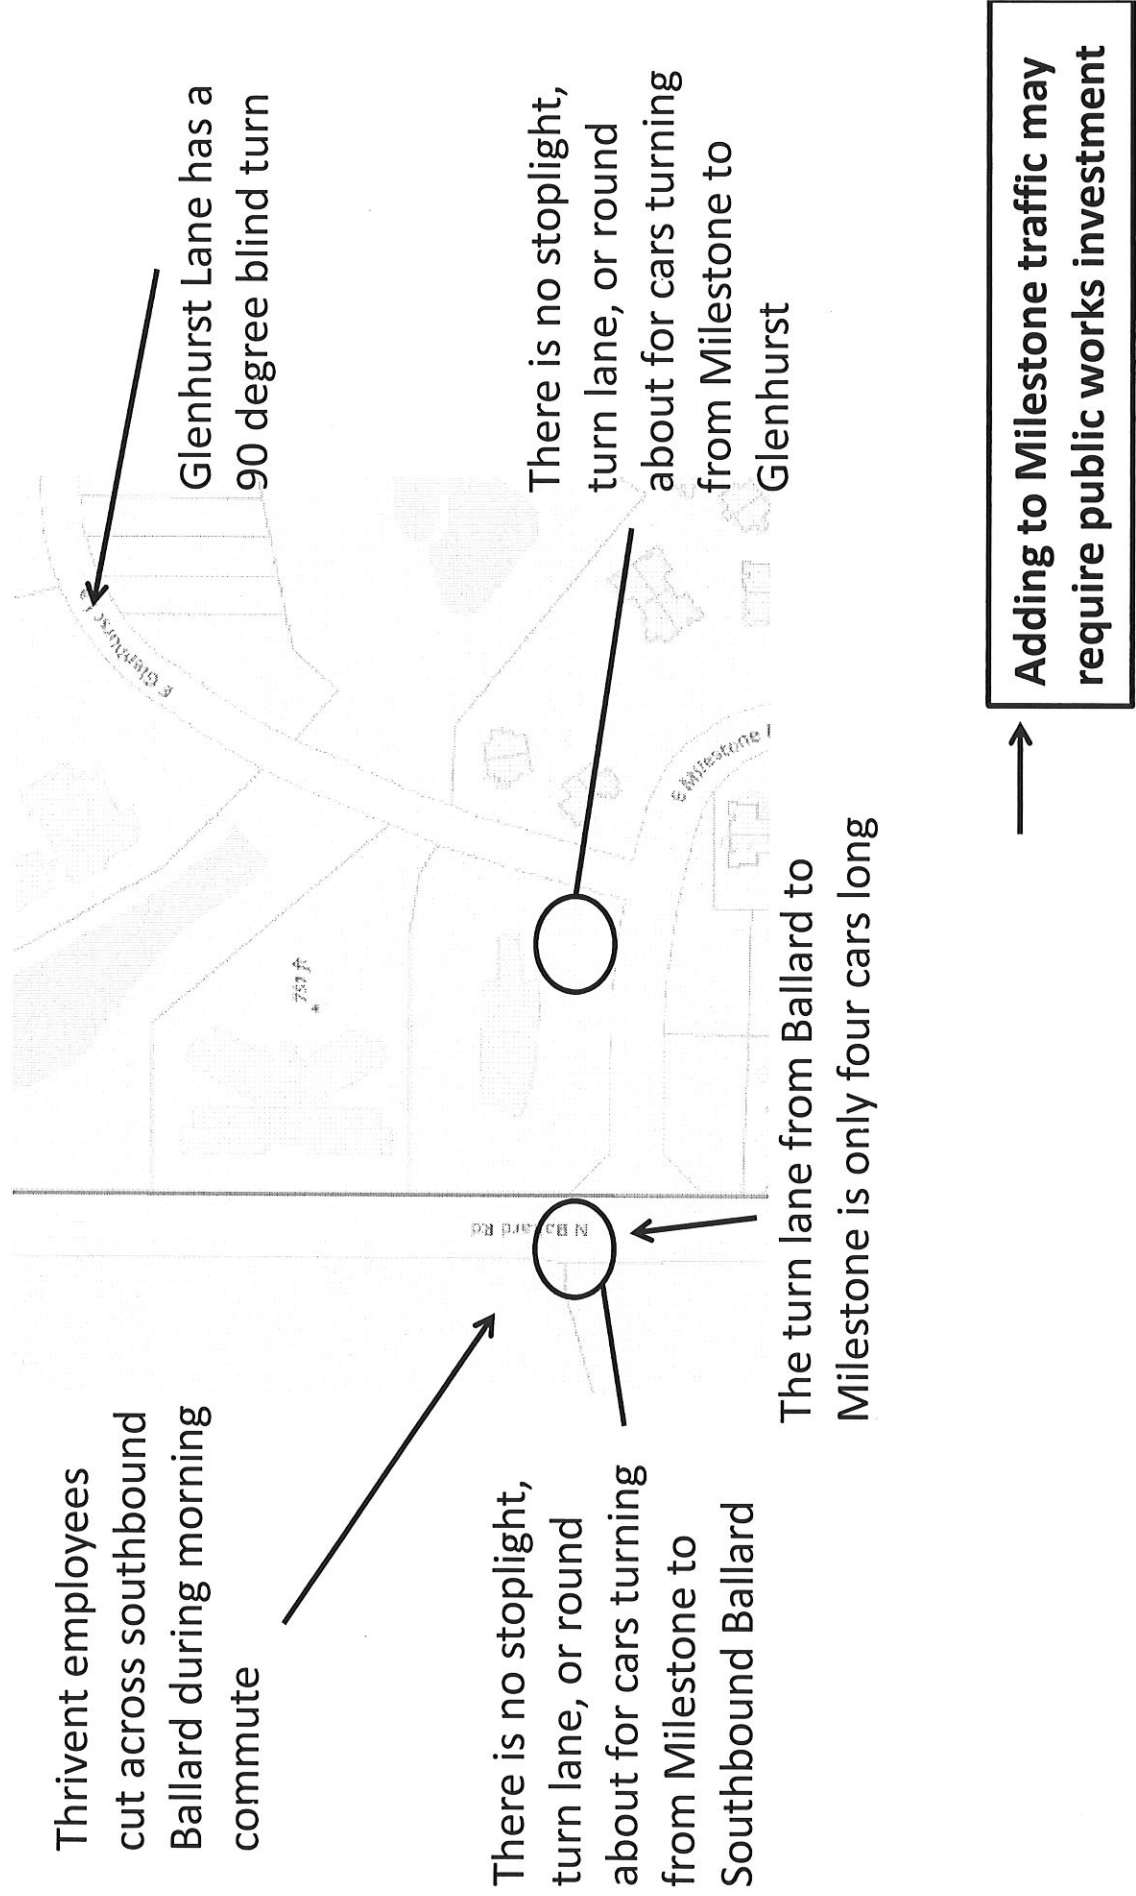 Thrivent employees
cut across southbound
Ballard during morning
commute
Glenhurst Lane has a
90 degree blind turn
There is no stoplight,
turn lane, or round
about for cars turning
from Milestone to
Southbound Ballard
There is no stoplight,
turn lane, or round
about for cars turning
from Milestone to
Glenhurst
The turn lane from Ballard to
Milestone is only four cars long
N Ballard Rd
751 ft
E Milestone
Adding to Milestone traffic may
require public works investment